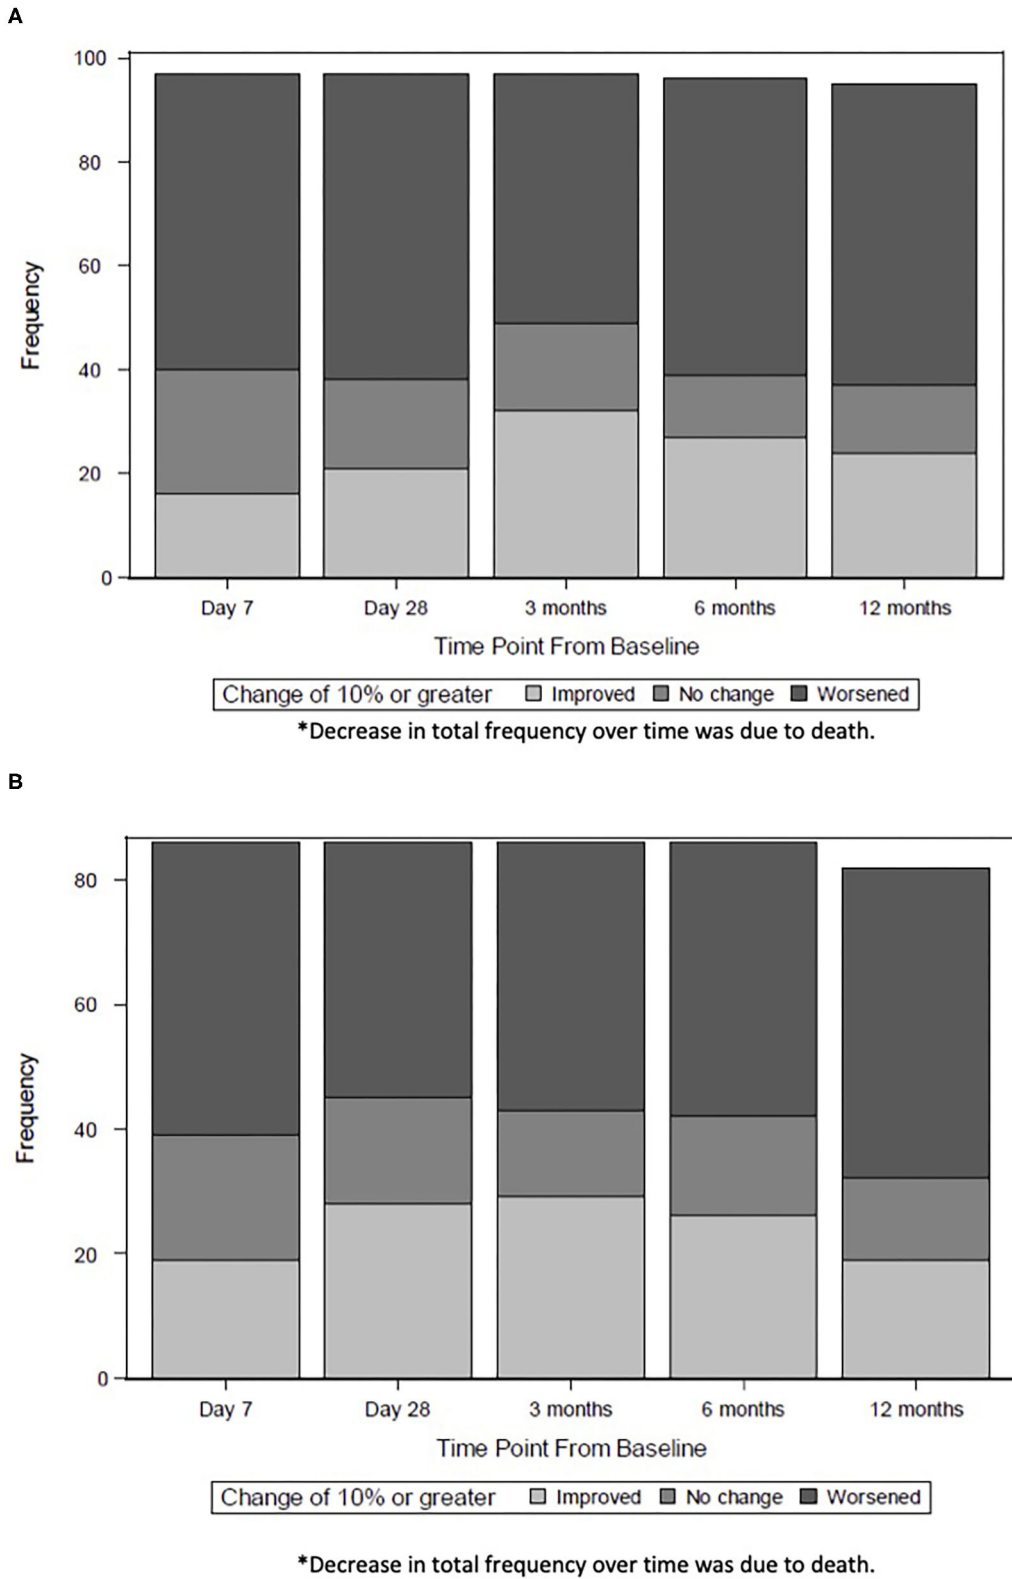 A
100
80
60
40
20
0
Frequency
Day 7 Day 28 3 months 6 months 12 months
Time Point From Baseline
Change of 10% or greater Improved No change Worsened
*Decrease in total frequency over time was due to death.
B
80
60
40
20
0
Frequency
Day 7 Day 28 3 months 6 months 12 months
Time Point From Baseline
Change of 10% or greater Improved No change Worsened
*Decrease in total frequency over time was due to death.